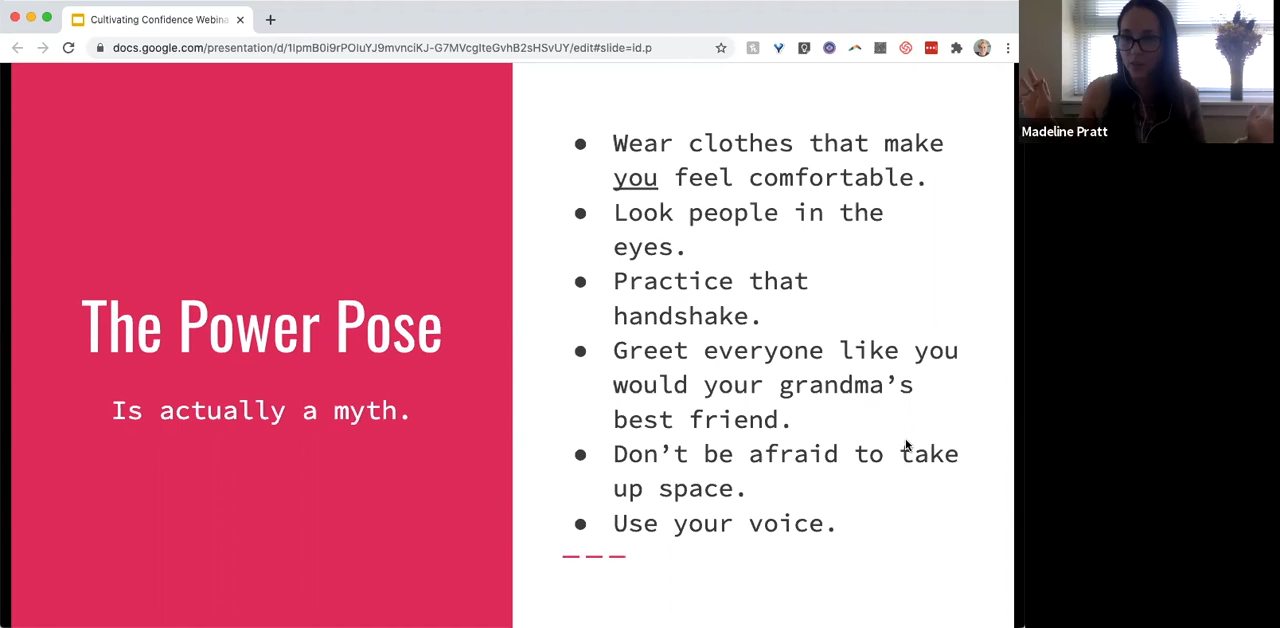 Cultivating Confidence Webina
docs.google.com/presentation/d/1IpmB0i9rPOIuYJ9mvnciKJ-G7MVcgIteGvhB2sHSvUY/edit#slide=id.p
Madeline Pratt
The Power Pose
Is actually a myth.
● Wear clothes that make
you feel comfortable.
● Look people in the
eyes.
● Practice that
handshake.
● Greet everyone like you
would your grandma’s
best friend.
● Don’t be afraid to take
up space.
● Use your voice.